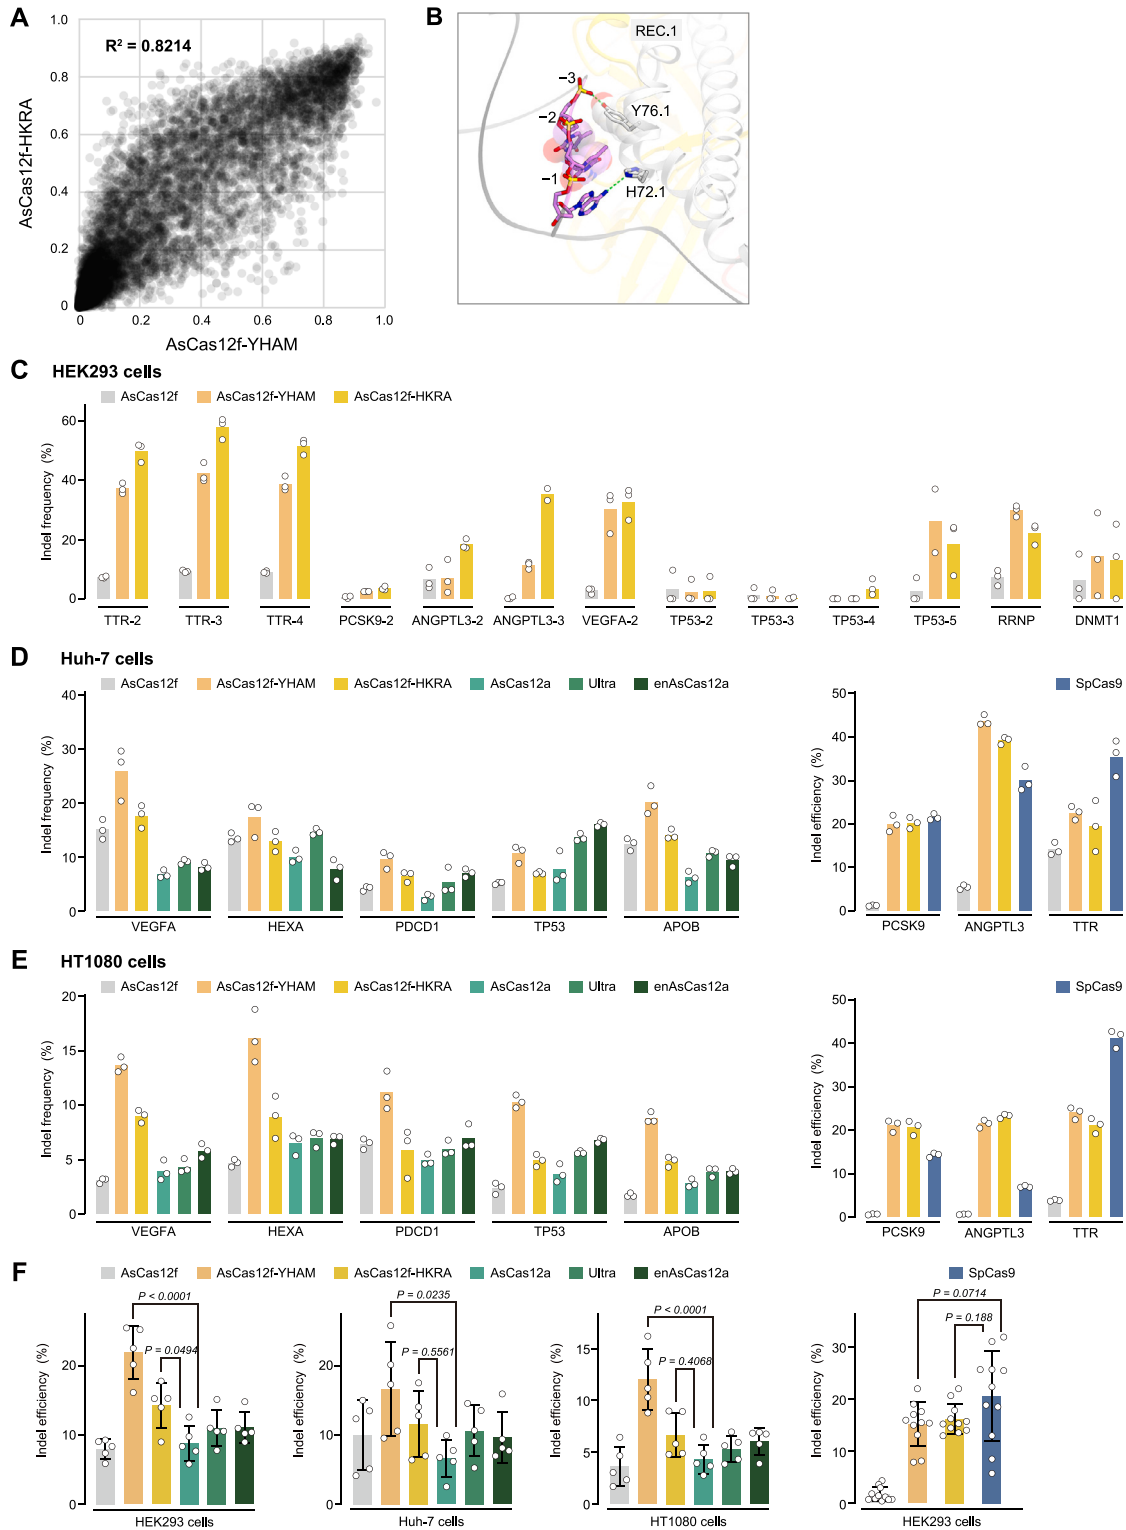 A
R² = 0.8214
AsCas12f-HKRA
1.0
0.8
0.6
0.4
0.2
0
0 0.2 0.4 0.6 0.8 1.0
AsCas12f-YHAM
B
REC.1
−3
Y76.1
−2
−1
H72.1
C HEK293 cells
AsCas12f AsCas12f-YHAM AsCas12f-HKRA
Indel frequency (%)
60
40
20
0
TTR-2 TTR-3 TTR-4 PCSK9-2 ANGPTL3-2 ANGPTL3-3 VEGFA-2 TP53-2 TP53-3 TP53-4 TP53-5 RRNP DNMT1
D Huh-7 cells
AsCas12f AsCas12f-YHAM AsCas12f-HKRA AsCas12a Ultra enAsCas12a
Indel frequency (%)
40
30
20
10
0
VEGFA HEXA PDCD1 TP53 APOB
SpCas9
Indel efficiency (%)
50
40
30
20
10
0
PCSK9 ANGPTL3 TTR
E HT1080 cells
AsCas12f AsCas12f-YHAM AsCas12f-HKRA AsCas12a Ultra enAsCas12a
Indel frequency (%)
20
15
10
5
0
VEGFA HEXA PDCD1 TP53 APOB
SpCas9
Indel efficiency (%)
50
40
30
20
10
0
PCSK9 ANGPTL3 TTR
F
AsCas12f AsCas12f-YHAM AsCas12f-HKRA AsCas12a Ultra enAsCas12a SpCas9
P < 0.0001
P = 0.0494
Indel efficiency (%)
20
10
0
HEK293 cells
P = 0.0235
P = 0.5561
Indel efficiency (%)
20
10
0
Huh-7 cells
P < 0.0001
P = 0.4068
Indel efficiency (%)
15
10
5
0
HT1080 cells
P = 0.0714
P = 0.188
Indel efficiency (%)
30
20
10
0
HEK293 cells